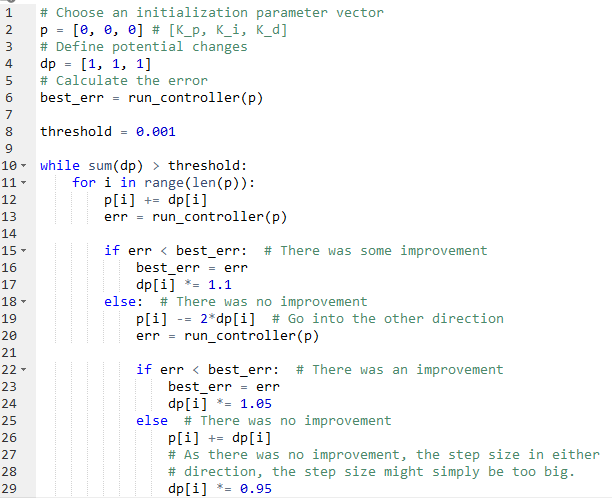 1 # Choose an initialization parameter vector
2 p = [0, 0, 0] # [K_p, K_i, K_d]
3 # Define potential changes
4 dp = [1, 1, 1]
5 # Calculate the error
6 best_err = run_controller(p)
7
8 threshold = 0.001
9
10 while sum(dp) > threshold:
11 for i in range(len(p)):
12 p[i] += dp[i]
13 err = run_controller(p)
14
15 if err < best_err: # There was some improvement
16 best_err = err
17 dp[i] *= 1.1
18 else: # There was no improvement
19 p[i] -= 2*dp[i] # Go into the other direction
20 err = run_controller(p)
21
22 if err < best_err: # There was an improvement
23 best_err = err
24 dp[i] *= 1.05
25 else # There was no improvement
26 p[i] += dp[i]
27 # As there was no improvement, the step size in either
28 # direction, the step size might simply be too big.
29 dp[i] *= 0.95